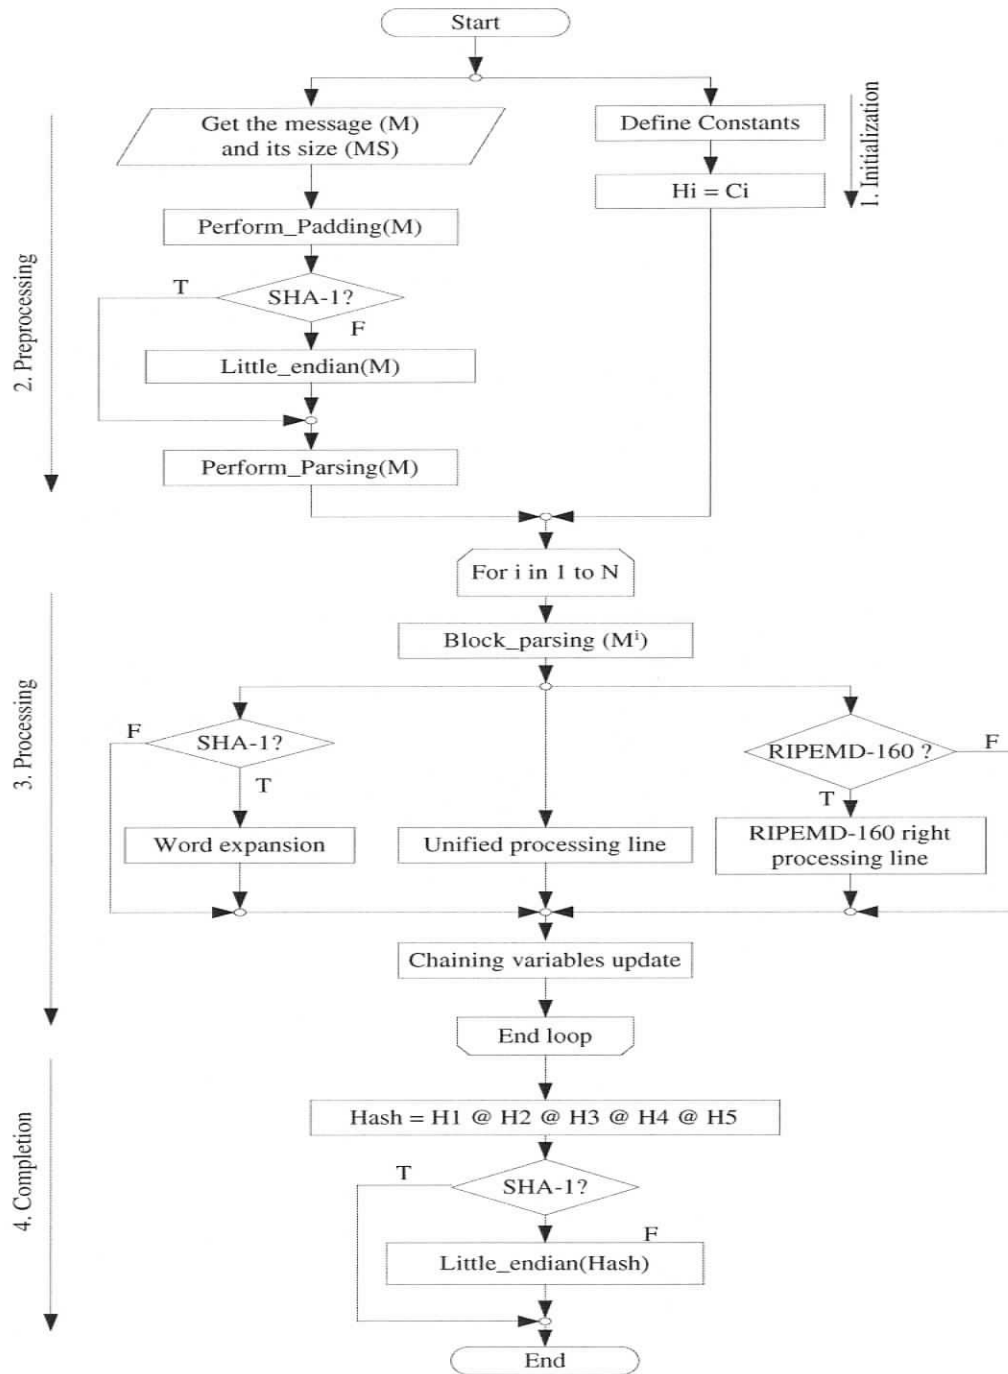 Start
Get the message (M)
and its size (MS)
Define Constants
Hi = Ci
1. Initialization
Perform_Padding(M)
SHA-1?
T
F
Little_endian(M)
Perform_Parsing(M)
2. Preprocessing
For i in 1 to N
Block_parsing (Mⁱ)
SHA-1?
F
T
RIPEMD-160 ?
F
T
Word expansion
Unified processing line
RIPEMD-160 right
processing line
Chaining variables update
End loop
3. Processing
Hash = H1 @ H2 @ H3 @ H4 @ H5
SHA-1?
T
F
Little_endian(Hash)
4. Completion
End